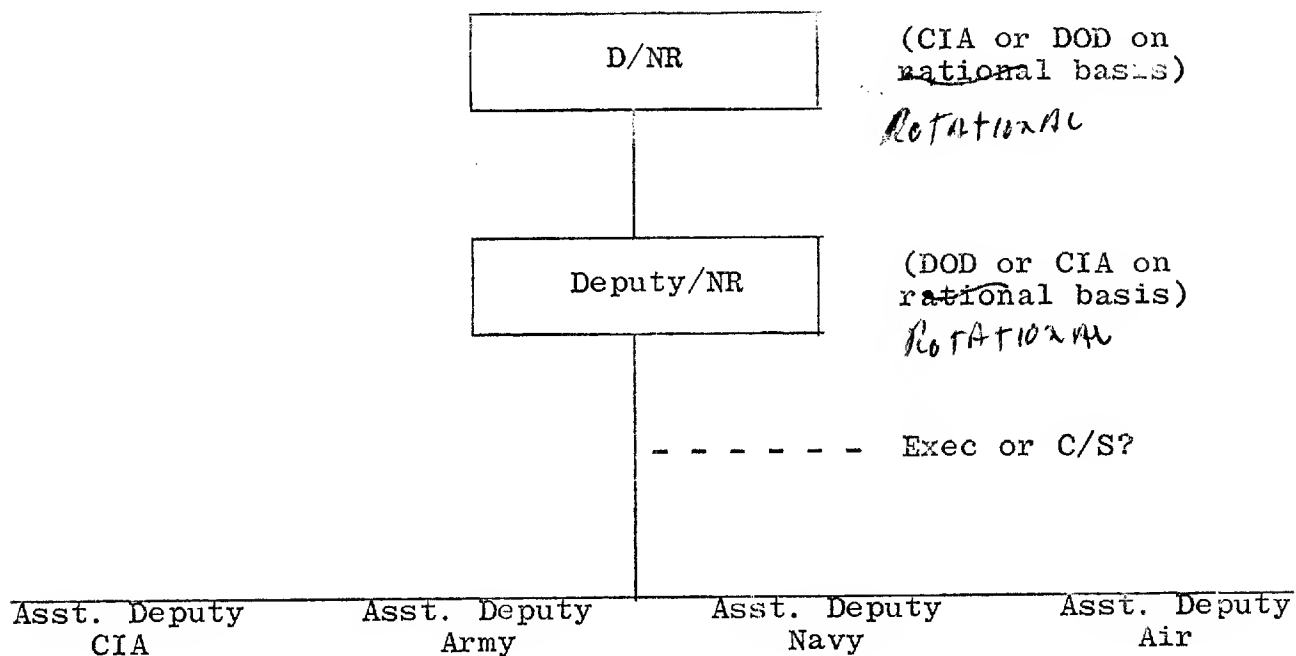 D/NR
(CIA or DOD on
rational basis)
ROTATIONAL
Deputy/NR
(DOD or CIA on
rational basis)
ROTATIONAL
Exec or C/S?
Asst. Deputy Asst. Deputy Asst. Deputy Asst. Deputy
CIA Army Navy Air